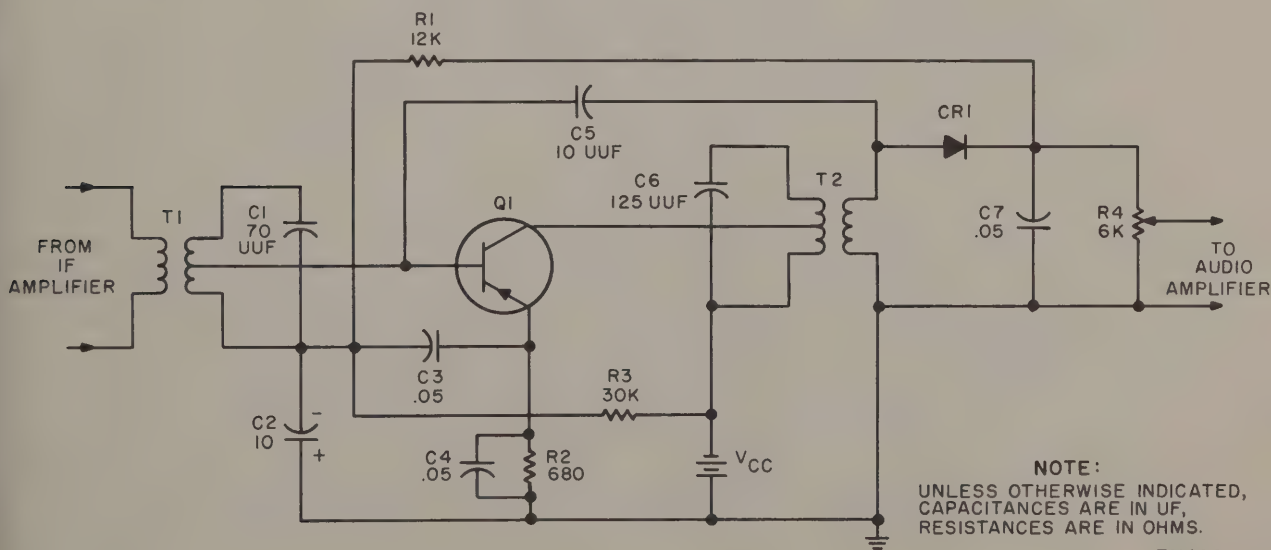 R1
12K
C5
10 UUF
CR1
C6
125 UUF
T2
T1
C1
70
UUF
Q1
C7
.05
R4
6K
FROM
IF
AMPLIFIER
TO
AUDIO
AMPLIFIER
C3
.05
R3
30K
C2
10
-
+
C4
.05
R2
680
VCC
NOTE:
UNLESS OTHERWISE INDICATED,
CAPACITANCES ARE IN UF,
RESISTANCES ARE IN OHMS.